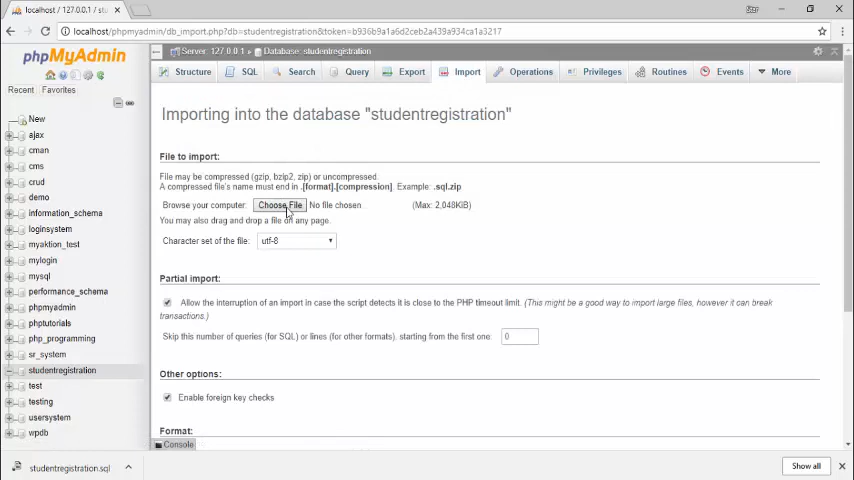 localhost / 127.0.0.1 / stu
localhost/phpmyadmin/db_import.php?db=studentregistration&token=b936b9a1a6d2ceb2a439a934ca1a3217
phpMyAdmin
Recent
Favorites
New
ajax
cman
cms
crud
demo
information_schema
loginsystem
myaktion_test
mylogin
mysql
performance_schema
phpmyadmin
phptutorials
php_programming
sr_system
studentregistration
test
testing
usersystem
wpdb
Server: 127.0.0.1 » Database: studentregistration
Structure
SQL
Search
Query
Export
Import
Operations
Privileges
Routines
Events
More
Importing into the database "studentregistration"
File to import:
File may be compressed (gzip, bzip2, zip) or uncompressed.
A compressed file's name must end in .[format].[compression]. Example: .sql.zip
Browse your computer: Choose File No file chosen (Max: 2,048KiB)
You may also drag and drop a file on any page.
Character set of the file: utf-8
Partial import:
Allow the interruption of an import in case the script detects it is close to the PHP timeout limit. (This might be a good way to import large files, however it can break
transactions.)
Skip this number of queries (for SQL) or lines (for other formats), starting from the first one: 0
Other options:
Enable foreign key checks
Format:
Console
studentregistration.sql
Show all